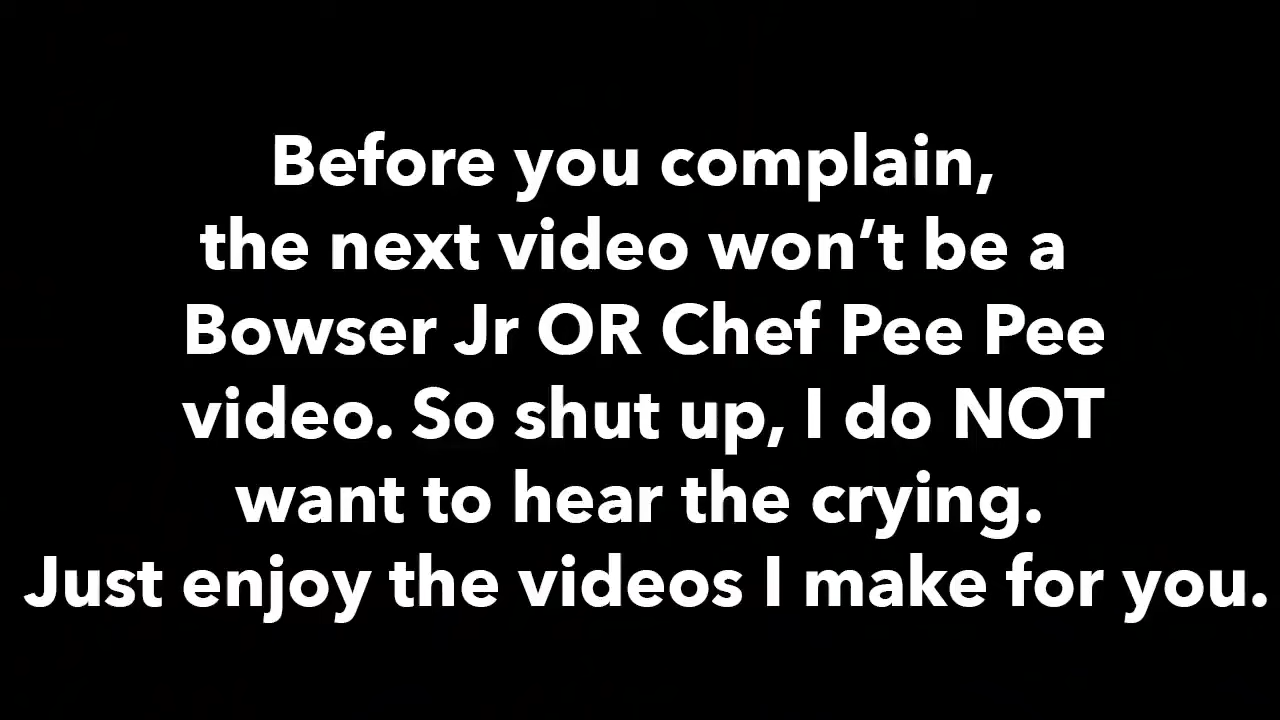 Before you complain,
the next video won’t be a
Bowser Jr OR Chef Pee Pee
video. So shut up, I do NOT
want to hear the crying.
Just enjoy the videos I make for you.